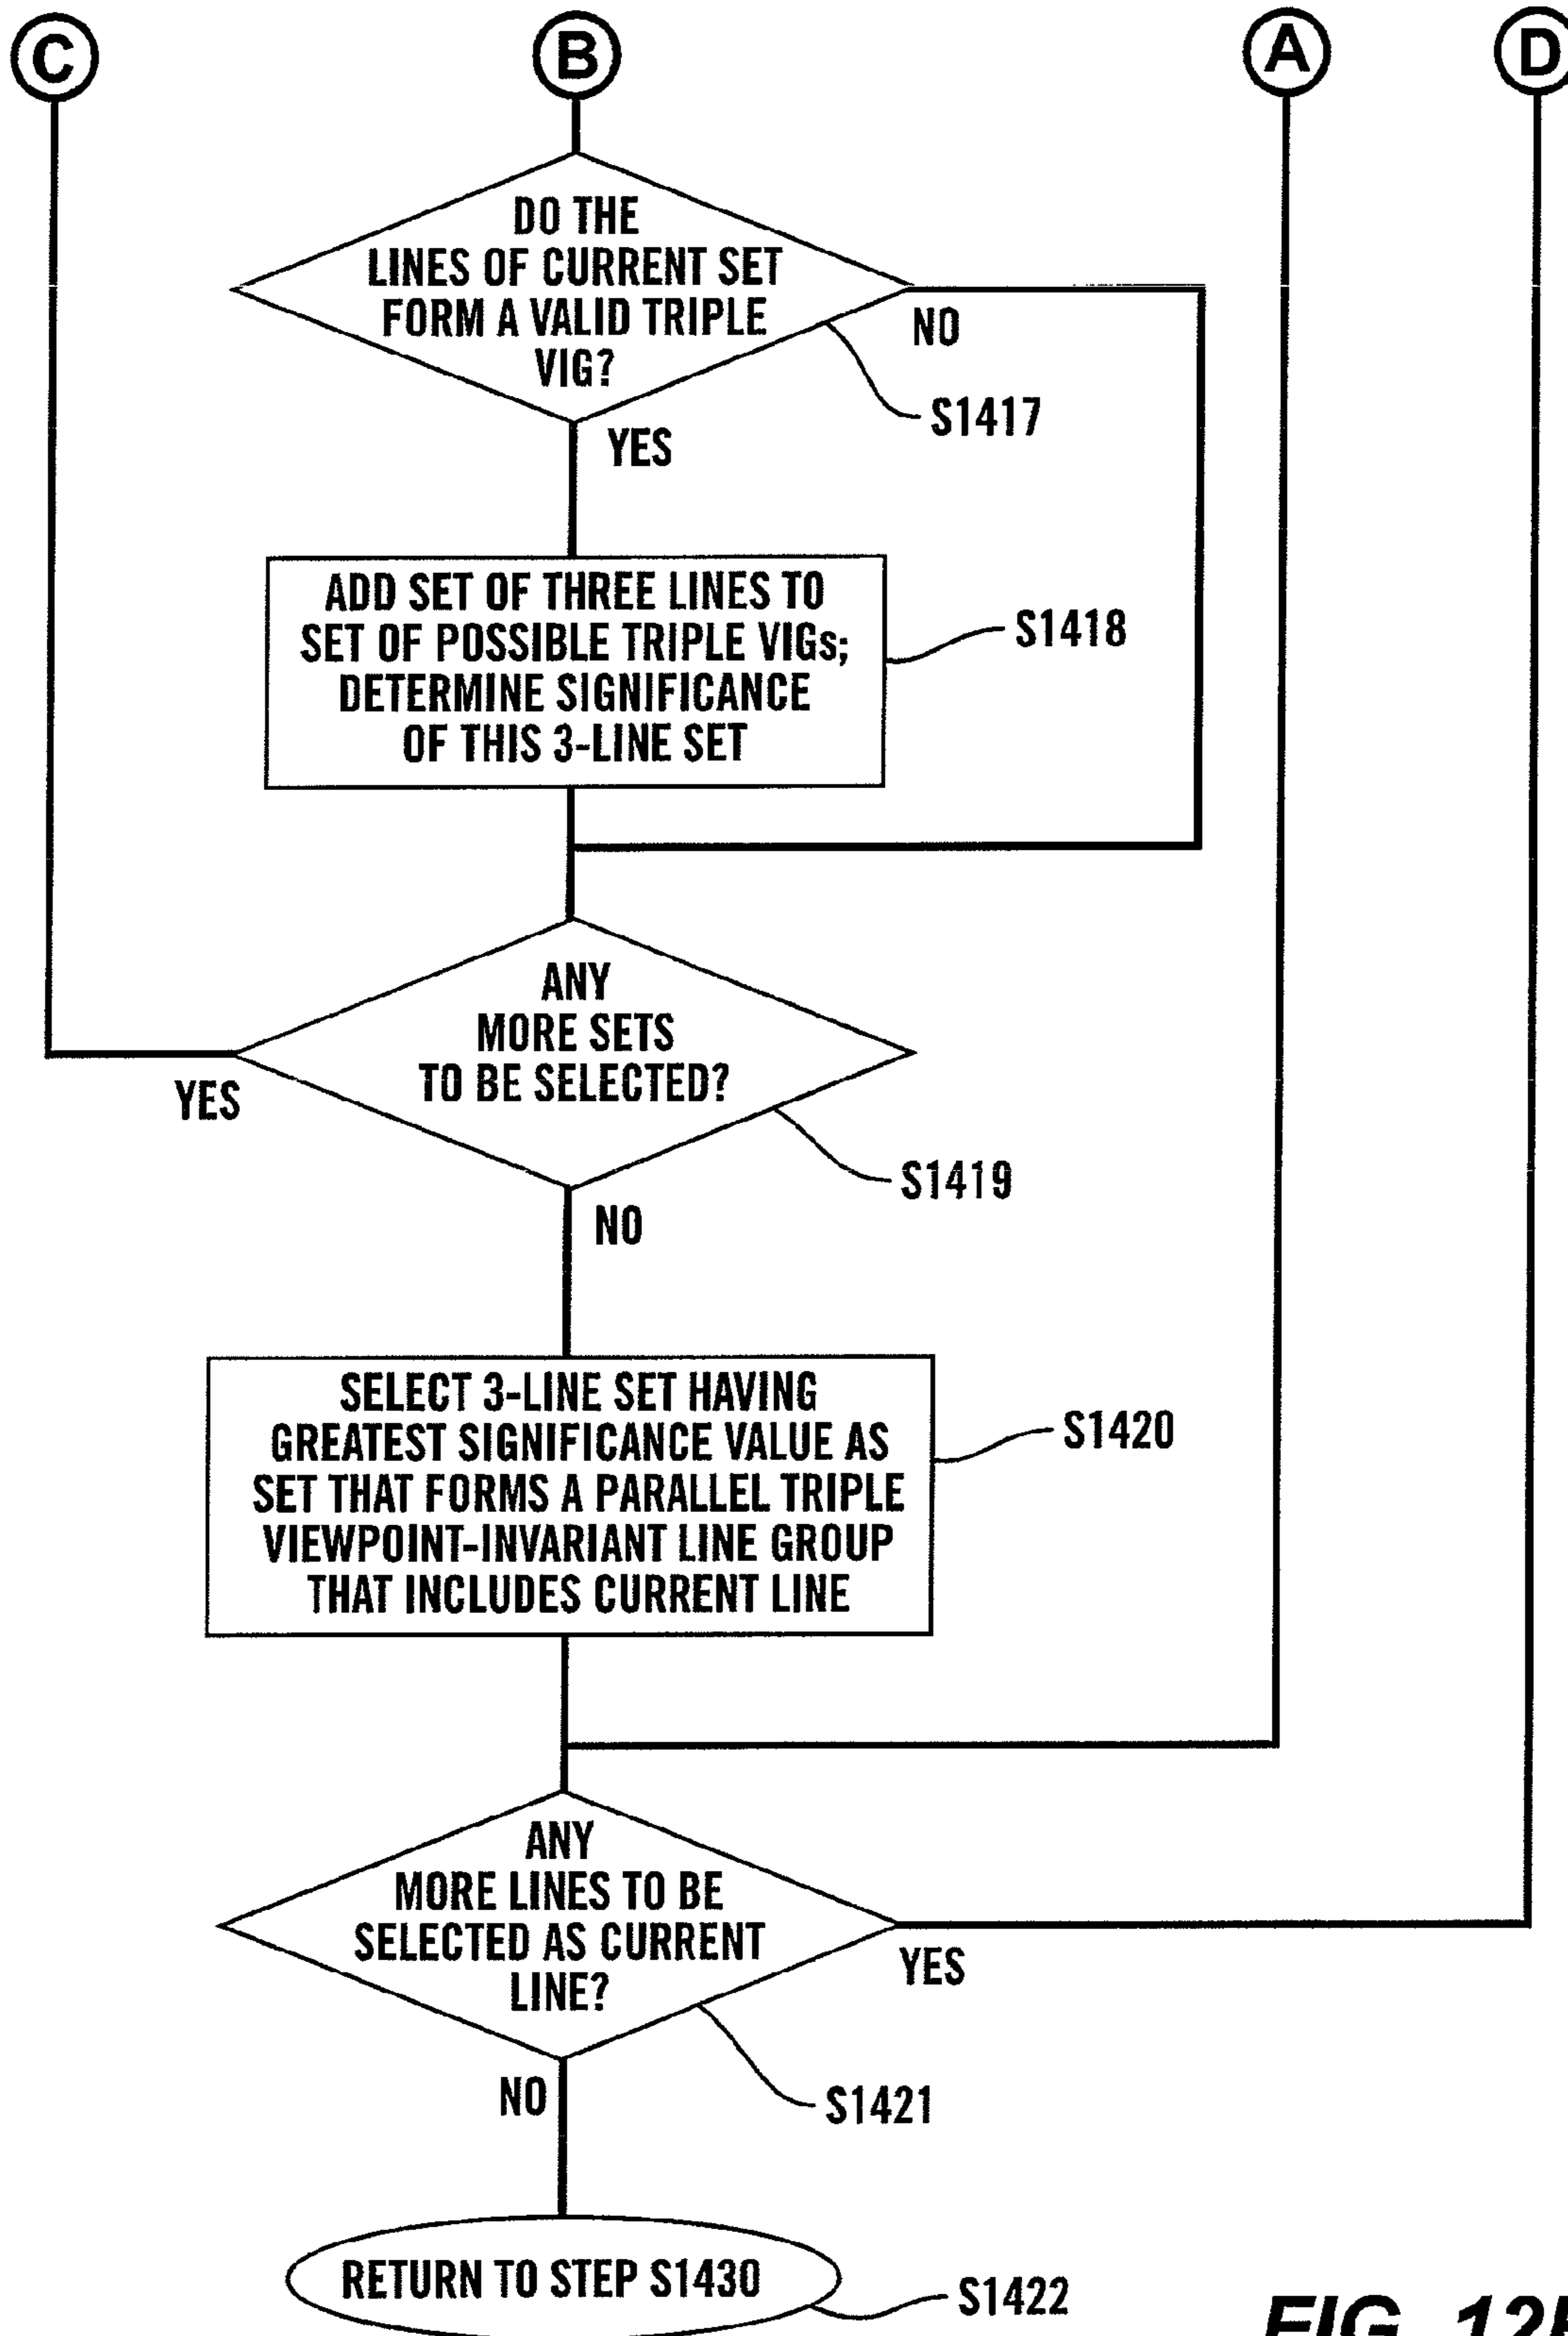 C
B
A
D
DO THE
LINES OF CURRENT SET
FORM A VALID TRIPLE
VIG?
NO
S1417
YES
ADD SET OF THREE LINES TO
SET OF POSSIBLE TRIPLE VIGs;
DETERMINE SIGNIFICANCE
OF THIS 3-LINE SET
S1418
ANY
MORE SETS
TO BE SELECTED?
YES
S1419
NO
SELECT 3-LINE SET HAVING
GREATEST SIGNIFICANCE VALUE AS
SET THAT FORMS A PARALLEL TRIPLE
VIEWPOINT-INVARIANT LINE GROUP
THAT INCLUDES CURRENT LINE
S1420
ANY
MORE LINES TO BE
SELECTED AS CURRENT
LINE?
YES
NO
S1421
RETURN TO STEP S1430
S1422
FIG.